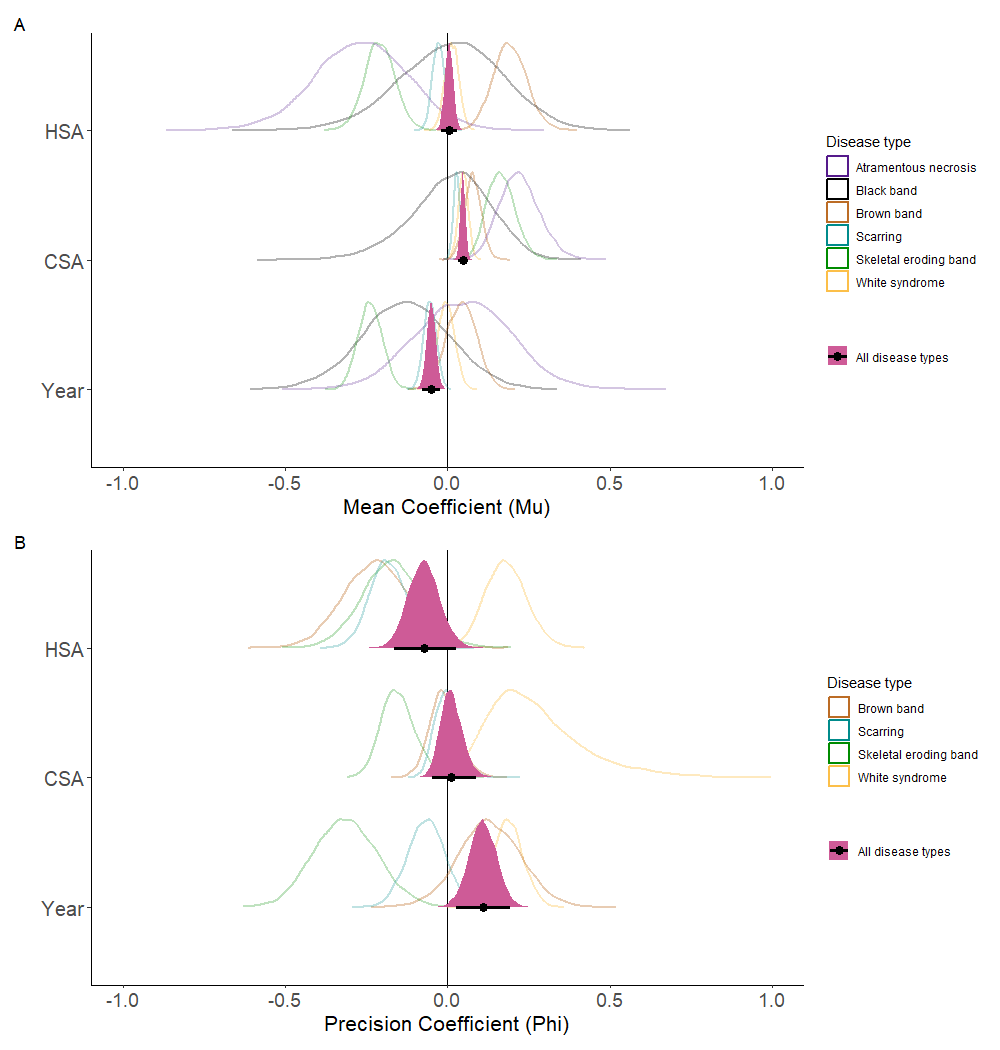 A
HSA
CSA
Year
-1.0 -0.5 0.0 0.5 1.0
Mean Coefficient (Mu)
Disease type
Atramentous necrosis
Black band
Brown band
Scarring
Skeletal eroding band
White syndrome
All disease types
B
HSA
CSA
Year
-1.0 -0.5 0.0 0.5 1.0
Precision Coefficient (Phi)
Disease type
Brown band
Scarring
Skeletal eroding band
White syndrome
All disease types